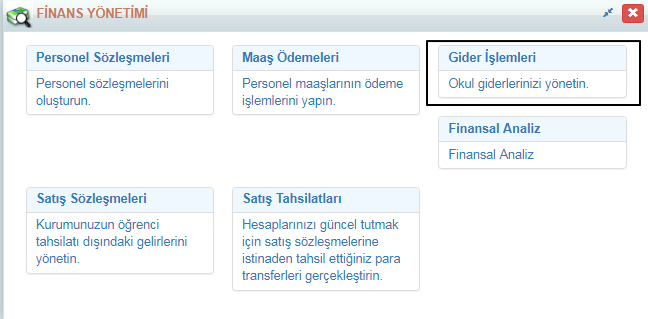 FİNANS YÖNETİMİ
Personel Sözleşmeleri
Personel sözleşmelerini
oluşturun.
Maaş Ödemeleri
Personel maaşlarının ödeme
işlemlerini yapın.
Gider İşlemleri
Okul giderlerinizi yönetin.
Finansal Analiz
Finansal Analiz
Satış Sözleşmeleri
Kurumunuzun öğrenci
tahsilatı dışındaki gelirlerini
yönetin.
Satış Tahsilatları
Hesaplarınızı güncel tutmak
için satış sözleşmelerine
istinaden tahsil ettiğiniz para
transferleri gerçekleştirin.